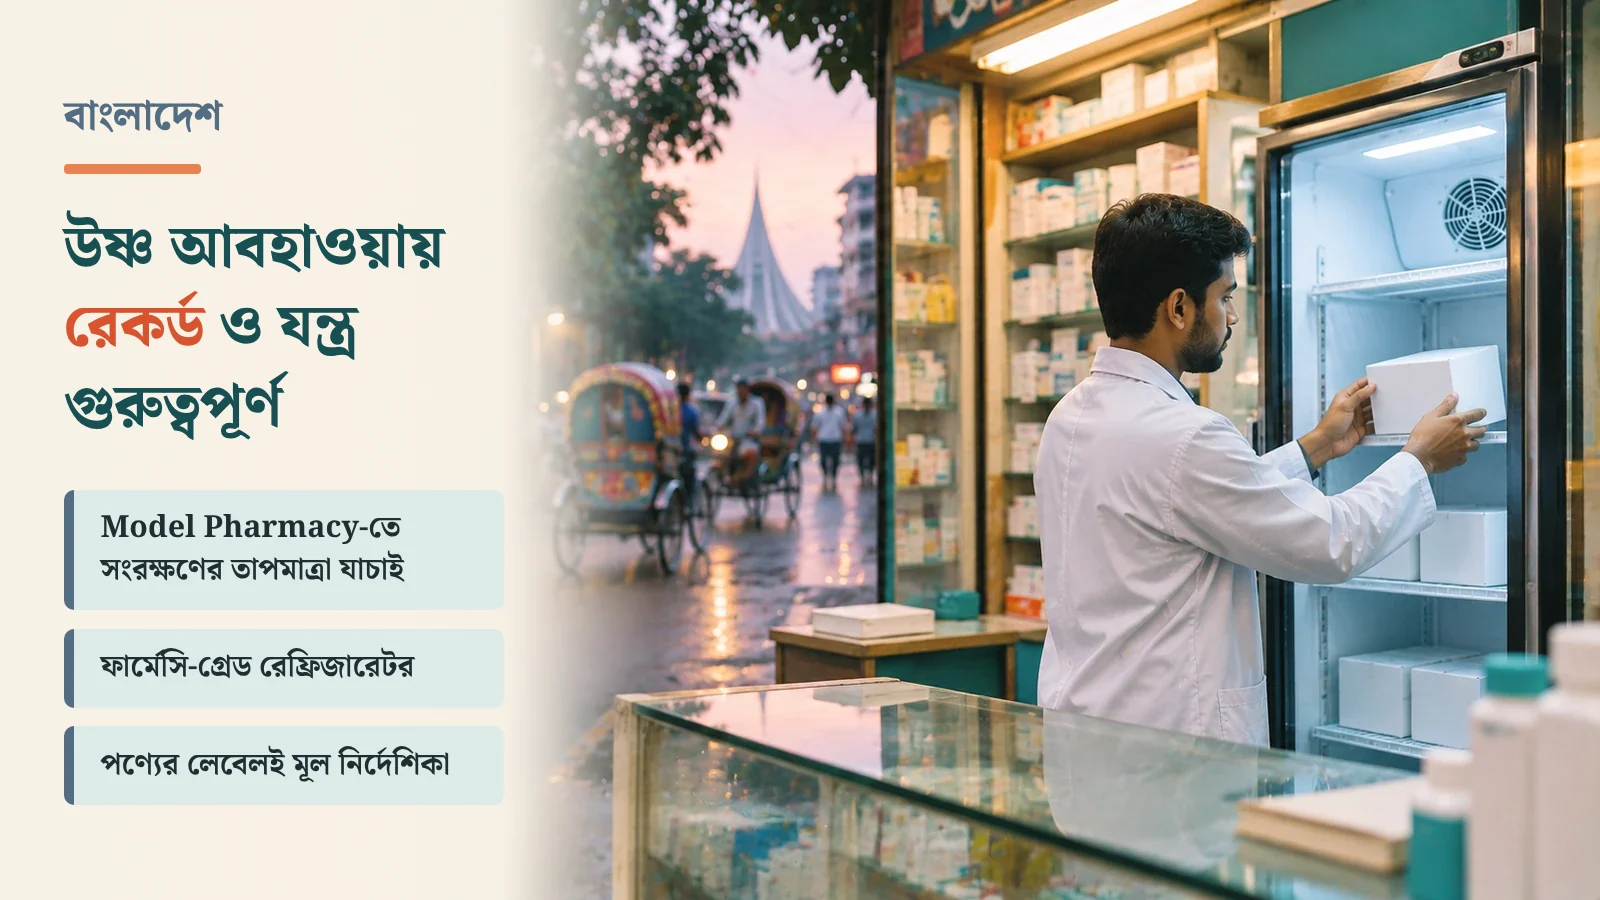 বাংলাদেশ
উষ্ণ আবহাওয়ায়
রেকর্ড ও যন্ত্র
গুরুত্বপূর্ণ
Model Pharmacy-তে
সংরক্ষণের তাপমাত্রা যাচাই
ফার্মেসি-গ্রেড রেফ্রিজারেটর
পণ্যের লেবেলই মূল নির্দেশিকা